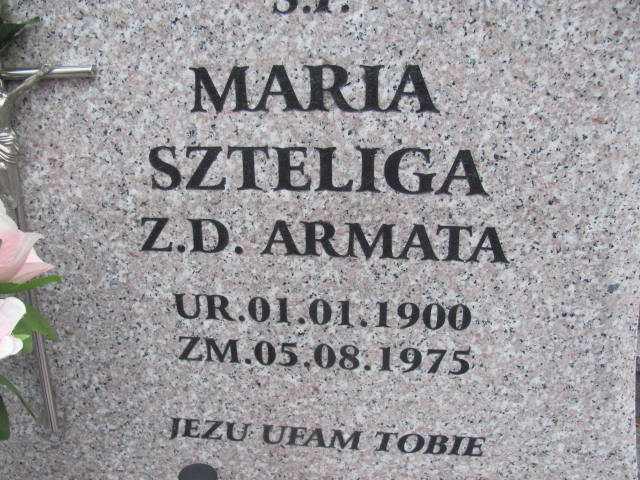 Ś.P.
MARIA
SZTELIGA
Z.D. ARMATA
UR.01.01.1900
ZM.05.08.1975
JEZU UFAM TOBIE